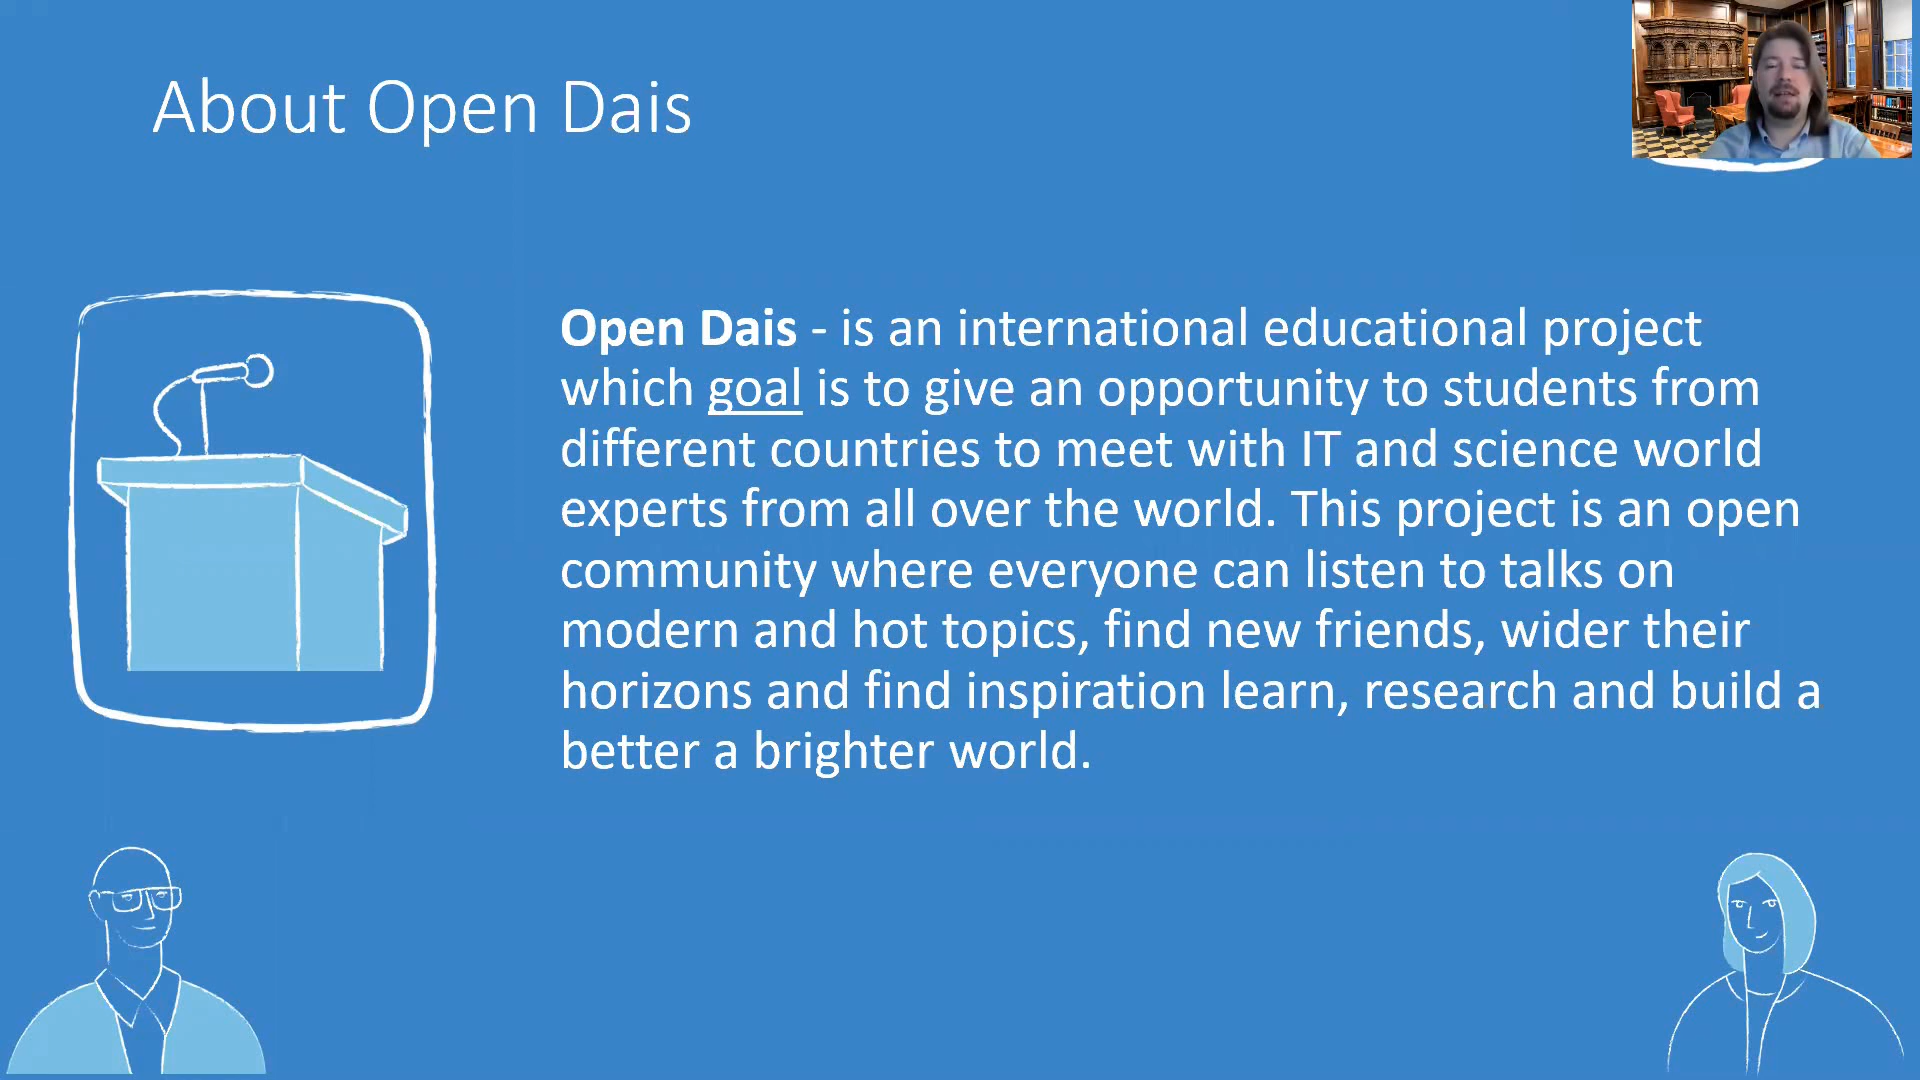 About Open Dais
Open Dais - is an international educational project
which goal is to give an opportunity to students from
different countries to meet with IT and science world
experts from all over the world. This project is an open
community where everyone can listen to talks on
modern and hot topics, find new friends, wider their
horizons and find inspiration learn, research and build a
better a brighter world.